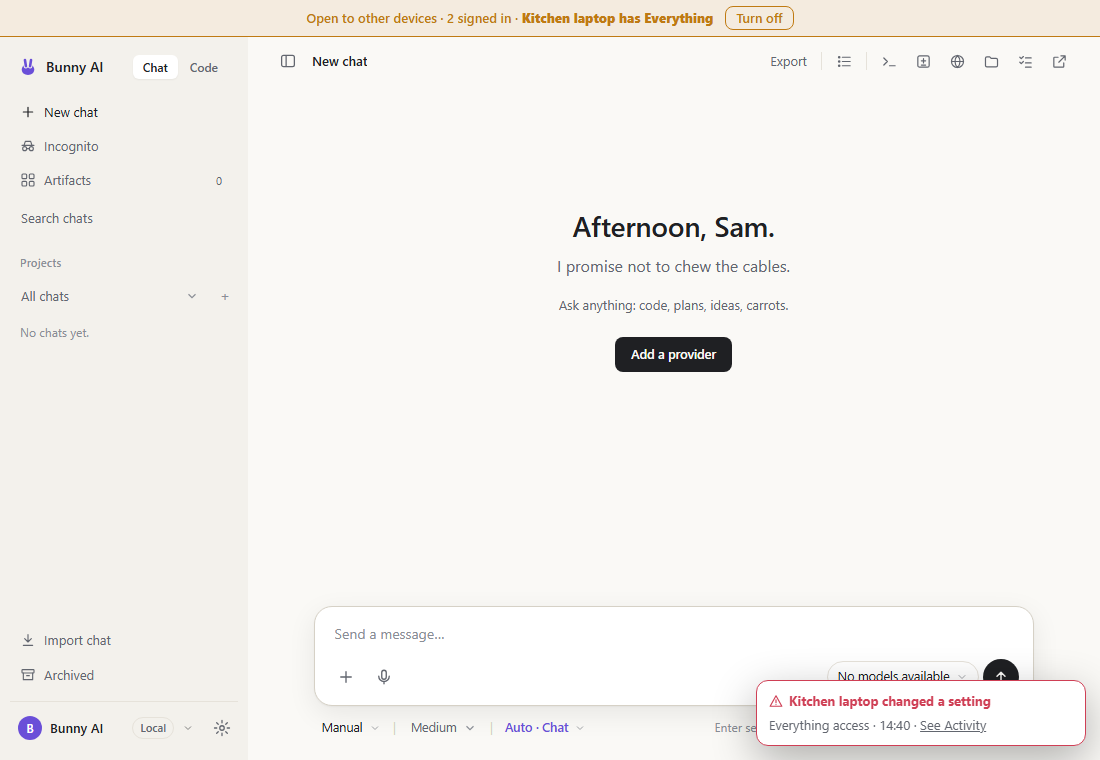 Open to other devices · 2 signed in · Kitchen laptop has Everything
Turn off
Bunny AI
Chat
Code
New chat
Incognito
Artifacts
0
Search chats
Projects
All chats
No chats yet.
Import chat
Archived
B
Bunny AI
Local
New chat
Export
Afternoon, Sam.
I promise not to chew the cables.
Ask anything: code, plans, ideas, carrots.
Add a provider
Send a message...
No models available
Manual
Medium
Auto · Chat
Enter se
Kitchen laptop changed a setting
Everything access · 14:40 · See Activity